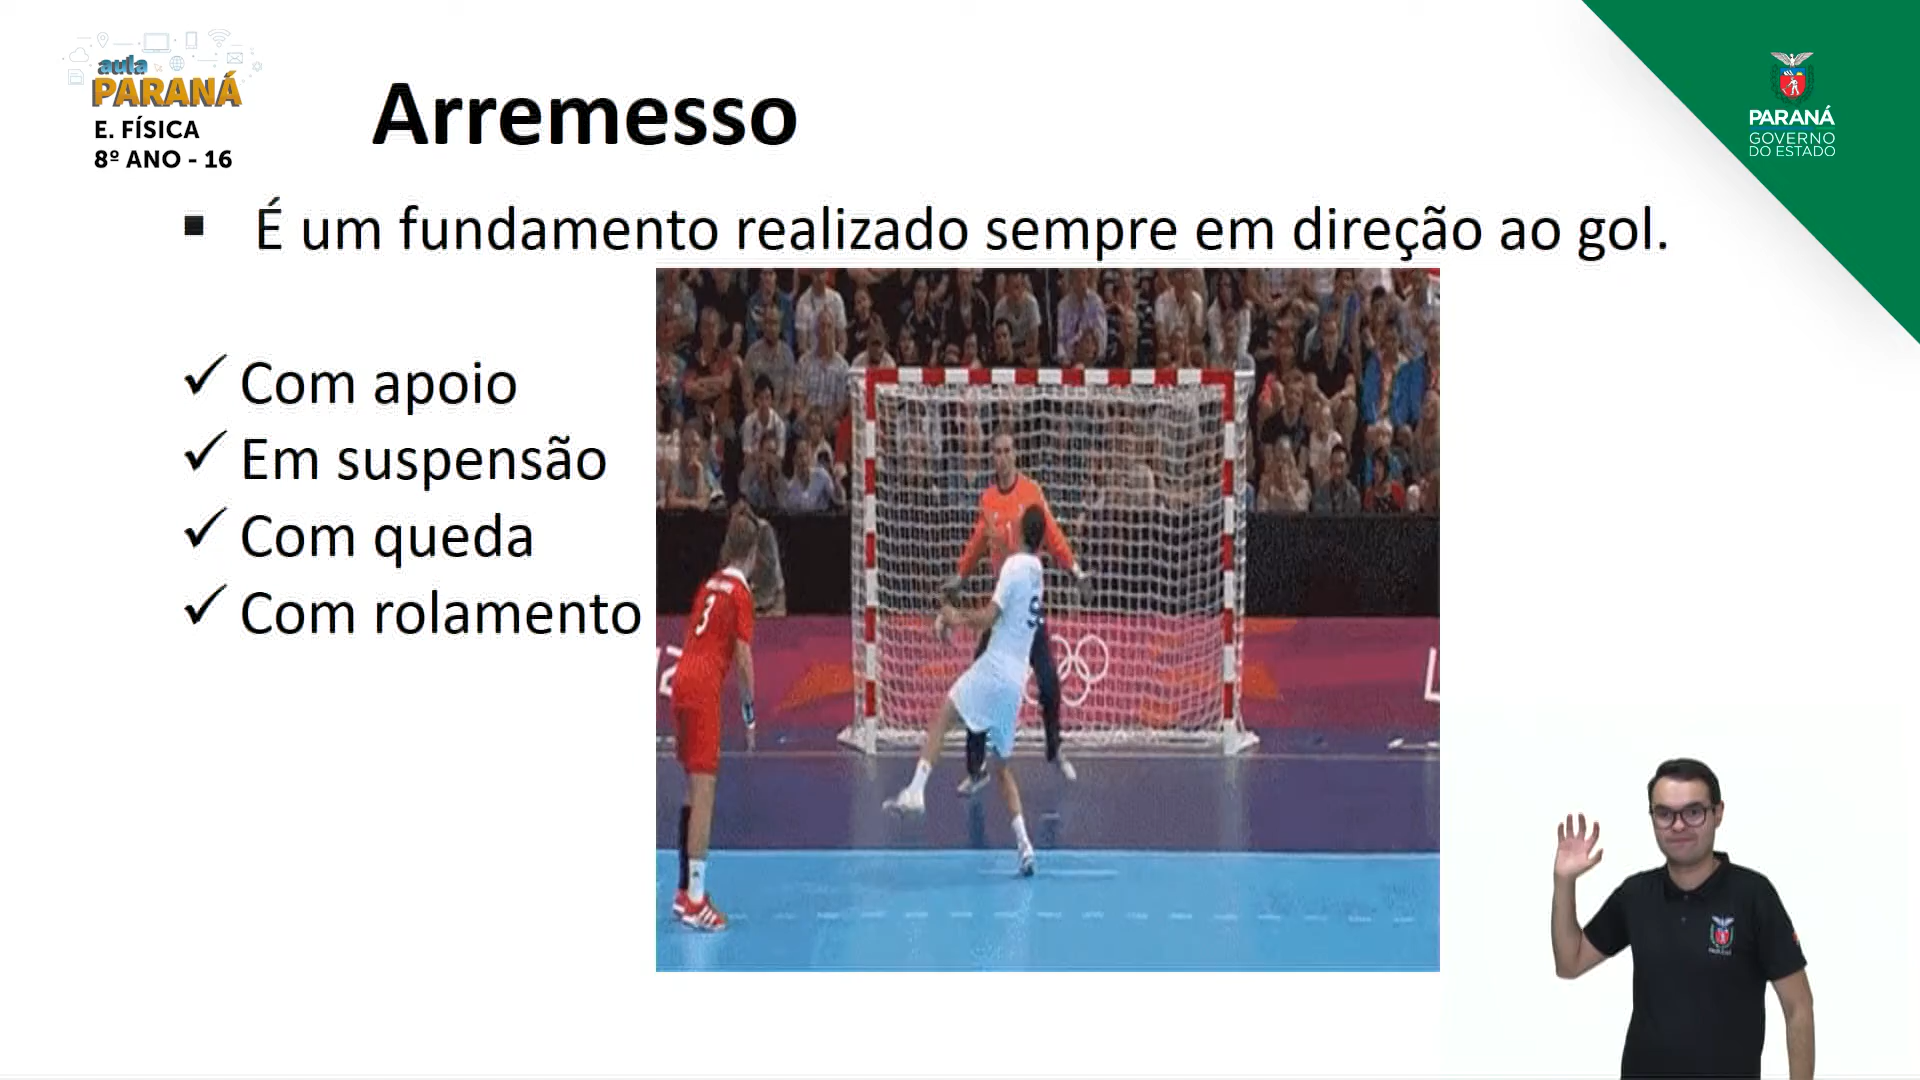 aula
PARANÁ
E. FÍSICA
8º ANO - 16
Arremesso
PARANÁ
GOVERNO
DO ESTADO
▪ É um fundamento realizado sempre em direção ao gol.
✓ Com apoio
✓ Em suspensão
✓ Com queda
✓ Com rolamento
3